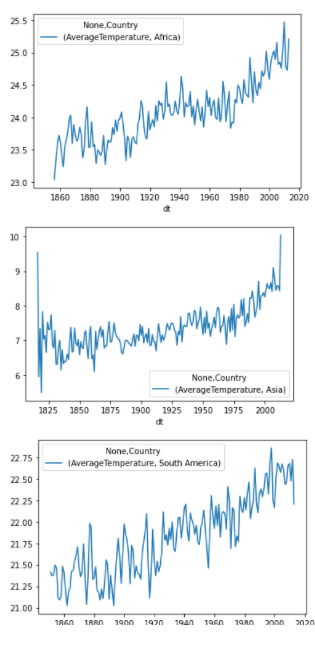 None,Country
(AverageTemperature, Africa)
25.5
25.0
24.5
24.0
23.5
23.0
1860 1880 1900 1920 1940 1960 1980 2000 2020
dt
10
9
8
7
6
None,Country
(AverageTemperature, Asia)
1825 1850 1875 1900 1925 1950 1975 2000
dt
None,Country
(AverageTemperature, South America)
22.75
22.50
22.25
22.00
21.75
21.50
21.25
21.00
1860 1880 1900 1920 1940 1960 1980 2000 2020